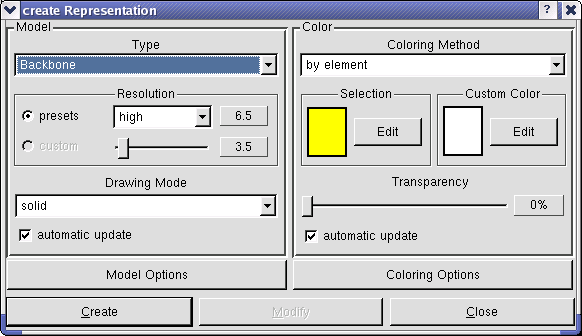 create Representation
Model
Type
Backbone
Resolution
presets
high
6.5
custom
3.5
Drawing Mode
solid
automatic update
Model Options
Color
Coloring Method
by element
Selection
Edit
Custom Color
Edit
Transparency
0%
automatic update
Coloring Options
Create
Modify
Close